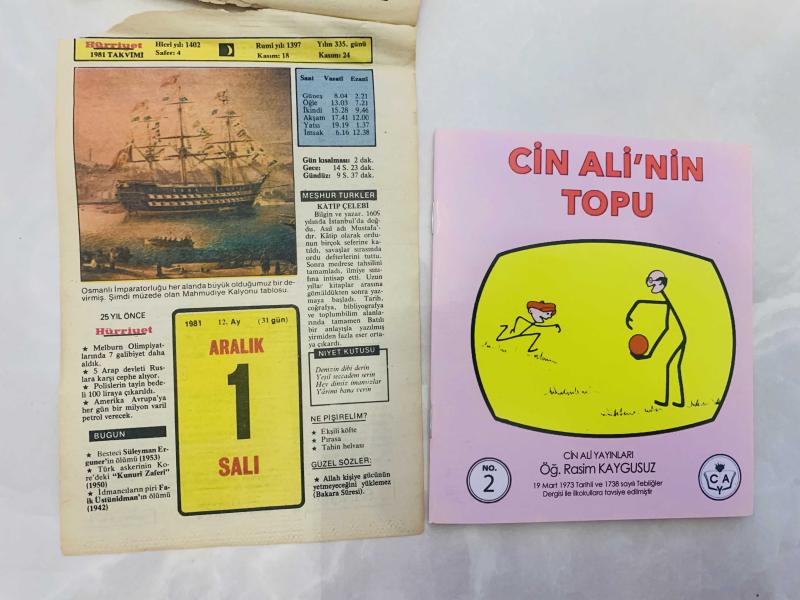 Hürriyet
1981 TAKVİMİ
Hicri yıl: 1402
Safer: 4
Rumi yıl: 1397
Kasım: 18
Yılın 335. günü
Kasım: 24
Saat Vasatî Ezanî
Güneş 8.04 2.21
Öğle 13.03 7.21
İkindi 15.28 9.46
Akşam 17.41 12.00
Yatsı 19.19 1.37
İmsak 6.16 12.38
Gün kısalması: 2 dak.
Gece: 14 S. 23 dak.
Gündüz: 9 S. 37 dak.
Osmanlı İmparatorluğu her alanda büyük olduğumuz bir de-
virmiş. Şimdi müzede olan Mahmudiye Kalyonu tablosu.
MEŞHUR TÜRKLER
KÂTİP ÇELEBİ
Bilgin ve yazar. 1609
yılında İstanbul'da doğ-
du. Asıl adı Mustafa'-
dır. Kâtip olarak ordu-
nun birçok seferine ka-
tıldı, savaşlar sırasında
ordu defterlerini tuttu.
Sonra medrese tahsilini
tamamladı, ilmiye sını-
fına intisap etti. Uzun
yıllar kitaplar arasına
gömüldükten sonra yaz-
maya başladı. Tarih,
coğrafya, bibliyografya
ve toplumbilim alanla-
rında tamamen Batılı
bir anlayışla yazılmış
yirmiden fazla eser orta-
ya çıkardı.
NİYET KUTUSU
Denizin dibi derin
Yeşil seccadem serin
Hey dinsiz imansızlar
Yârimi bana verin
NE PİŞİRELİM?
★ Ekşili köfte
★ Pırasa
★ Tahin helvası
GÜZEL SÖZLER:
★ Allah kişiye gücünün
yetmeyeceğini yüklemez
(Bakara Sûresi).
25 YIL ÖNCE
Hürriyet
★ Melburn Olimpiyat-
larında 7 galibiyet daha
aldık.
★ 5 Arap devleti Rus-
lara karşı cephe alıyor.
★ Polislerin tayin bede-
li 100 liraya çıkarıldı.
★ Amerika Avrupa'ya
her gün bir milyon varil
petrol verecek.
BUGÜN
★ Besteci Süleyman Er-
guner'in ölümü (1953)
★ Türk askerinin Ko-
re'deki "Kunuri Zaferi"
(1950)
★ İdmancıların piri Fa-
ik Üstünidman'ın ölümü
(1942)
1981 12. Ay (31 gün)
ARALIK
1
SALI
CİN ALİ'NİN
TOPU
NO.
2
CİN ALİ YAYINLARI
Öğ. Rasim KAYGUSUZ
19 Mart 1973 Tarihli ve 1738 sayılı Tebliğler
Dergisi ile ilkokullara tavsiye edilmiştir
C A
Y